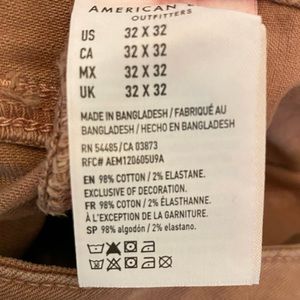 AMERICAN
OUTFITTERS
US 32 X 32
CA 32 X 32
MX 32 X 32
UK 32 X 32
MADE IN BANGLADESH / FABRIQUÉ AU
BANGLADESH / HECHO EN BANGLADESH
RN 54485/CA 03873
RFC# AEM120605U9A
EN 98% COTTON / 2% ELASTANE.
EXCLUSIVE OF DECORATION.
FR 98% COTON / 2% ÉLASTHANNE.
À L'EXCEPTION DE LA GARNITURE.
SP 98% algodón / 2% elastano.